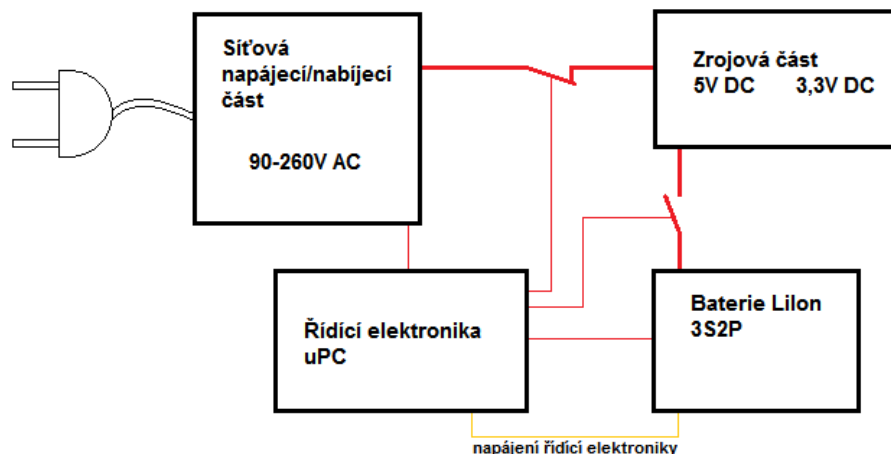 Síťová
napájecí/nabíjecí
část
90-260V AC
Zrojová část
5V DC 3,3V DC
Řídící elektronika
uPC
Baterie LiIon
3S2P
napájení řídící elektroniky